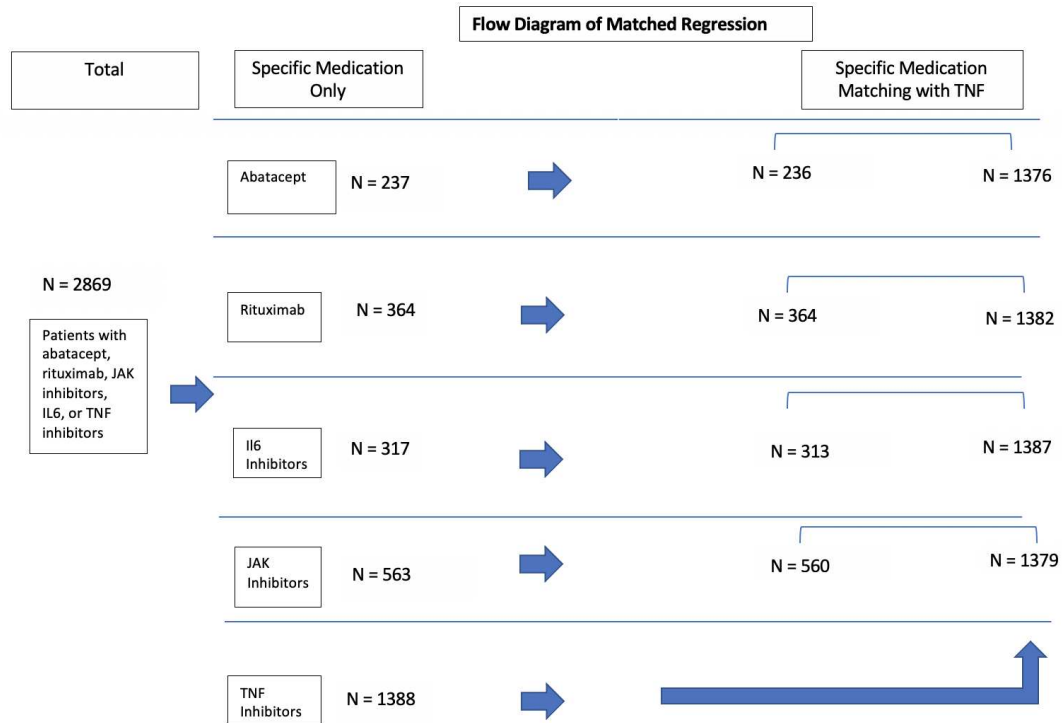 Flow Diagram of Matched Regression
Total
Specific Medication
Only
Specific Medication
Matching with TNF
Abatacept
N = 237
N = 236
N = 1376
N = 2869
Patients with
abatacept,
rituximab, JAK
inhibitors,
IL6, or TNF
inhibitors
Rituximab
N = 364
N = 364
N = 1382
Il6
Inhibitors
N = 317
N = 313
N = 1387
JAK
Inhibitors
N = 563
N = 560
N = 1379
TNF
Inhibitors
N = 1388